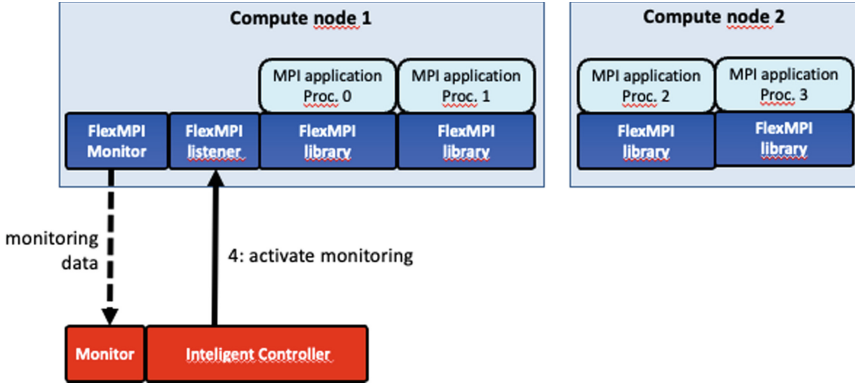 Compute node 1
Compute node 2
MPI application
Proc. 0
MPI application
Proc. 1
MPI application
Proc. 2
MPI application
Proc. 3
FlexMPI
Monitor
FlexMPI
listener
FlexMPI
library
FlexMPI
library
FlexMPI
library
FlexMPI
library
monitoring
data
4: activate monitoring
Monitor
Inteligent Controller